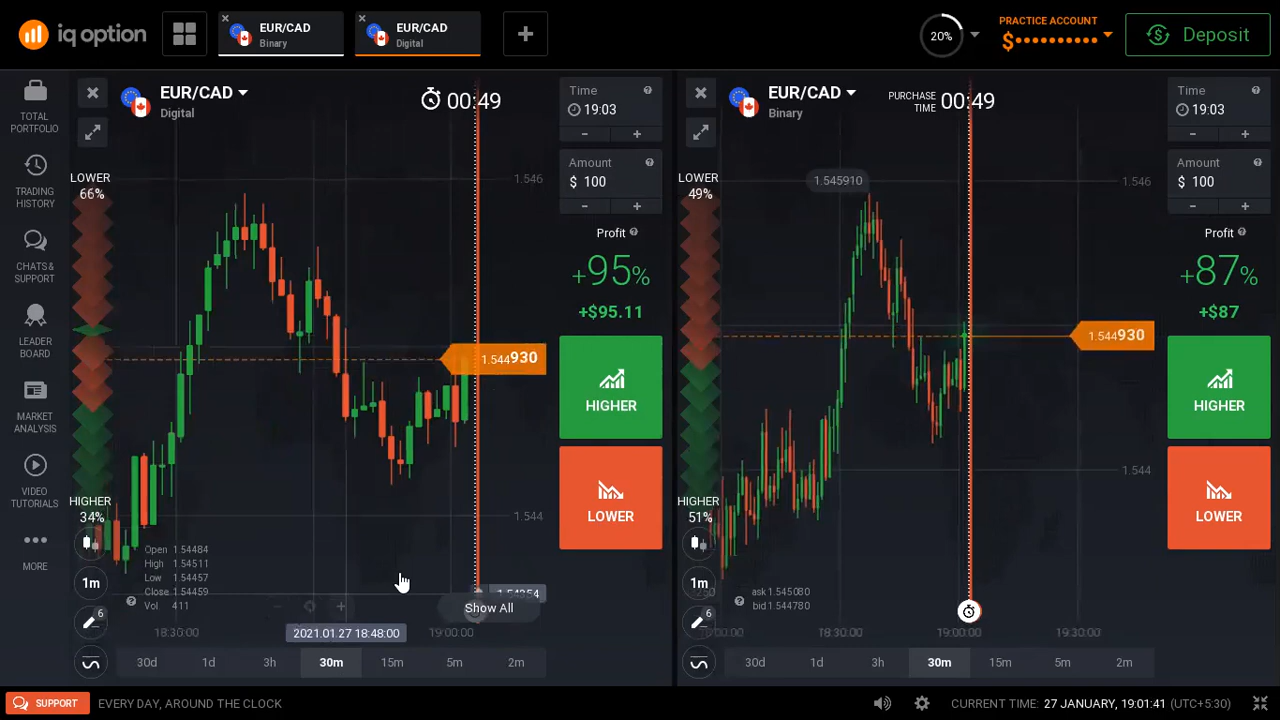 iq option
EUR/CAD
Binary
EUR/CAD
Digital
20%
PRACTICE ACCOUNT
$••••••••••
Deposit
TOTAL
PORTFOLIO
TRADING
HISTORY
CHATS &
SUPPORT
LEADER
BOARD
MARKET
ANALYSIS
VIDEO
TUTORIALS
MORE
EUR/CAD
Digital
00:49
LOWER
66%
HIGHER
34%
1.546
1.544930
1.544
Open 1.54484
High 1.54511
Low 1.54457
Close 1.54459
Vol 411
1m
6
Show All
18:30:00
2021.01.27 18:48:00
19:00:00
30d
1d
3h
30m
15m
5m
2m
Time
19:03
- +
Amount
$ 100
- +
Profit
+95%
+$95.11
HIGHER
LOWER
EUR/CAD
Binary
PURCHASE
TIME
00:49
LOWER
49%
HIGHER
51%
1.545910
1.546
1.544930
1.544
ask 1.545080
bid 1.544780
1m
6
18:30:00
19:00:00
19:30:00
30d
1d
3h
30m
15m
5m
2m
Time
19:03
- +
Amount
$ 100
- +
Profit
+87%
+$87
HIGHER
LOWER
SUPPORT
EVERY DAY, AROUND THE CLOCK
CURRENT TIME: 27 JANUARY, 19:01:41 (UTC+5:30)